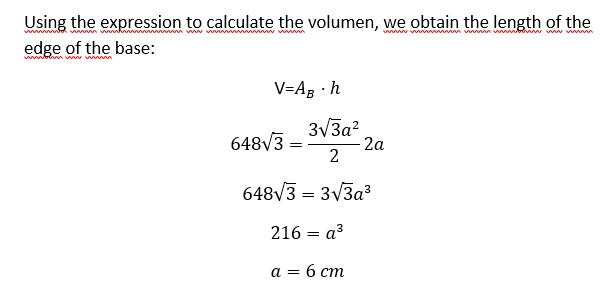 Using the expression to calculate the volumen, we obtain the length of the
edge of the base:
V=A_B · h
648√3 = (3√3a²)/2 2a
648√3 = 3√3a³
216 = a³
a = 6 cm